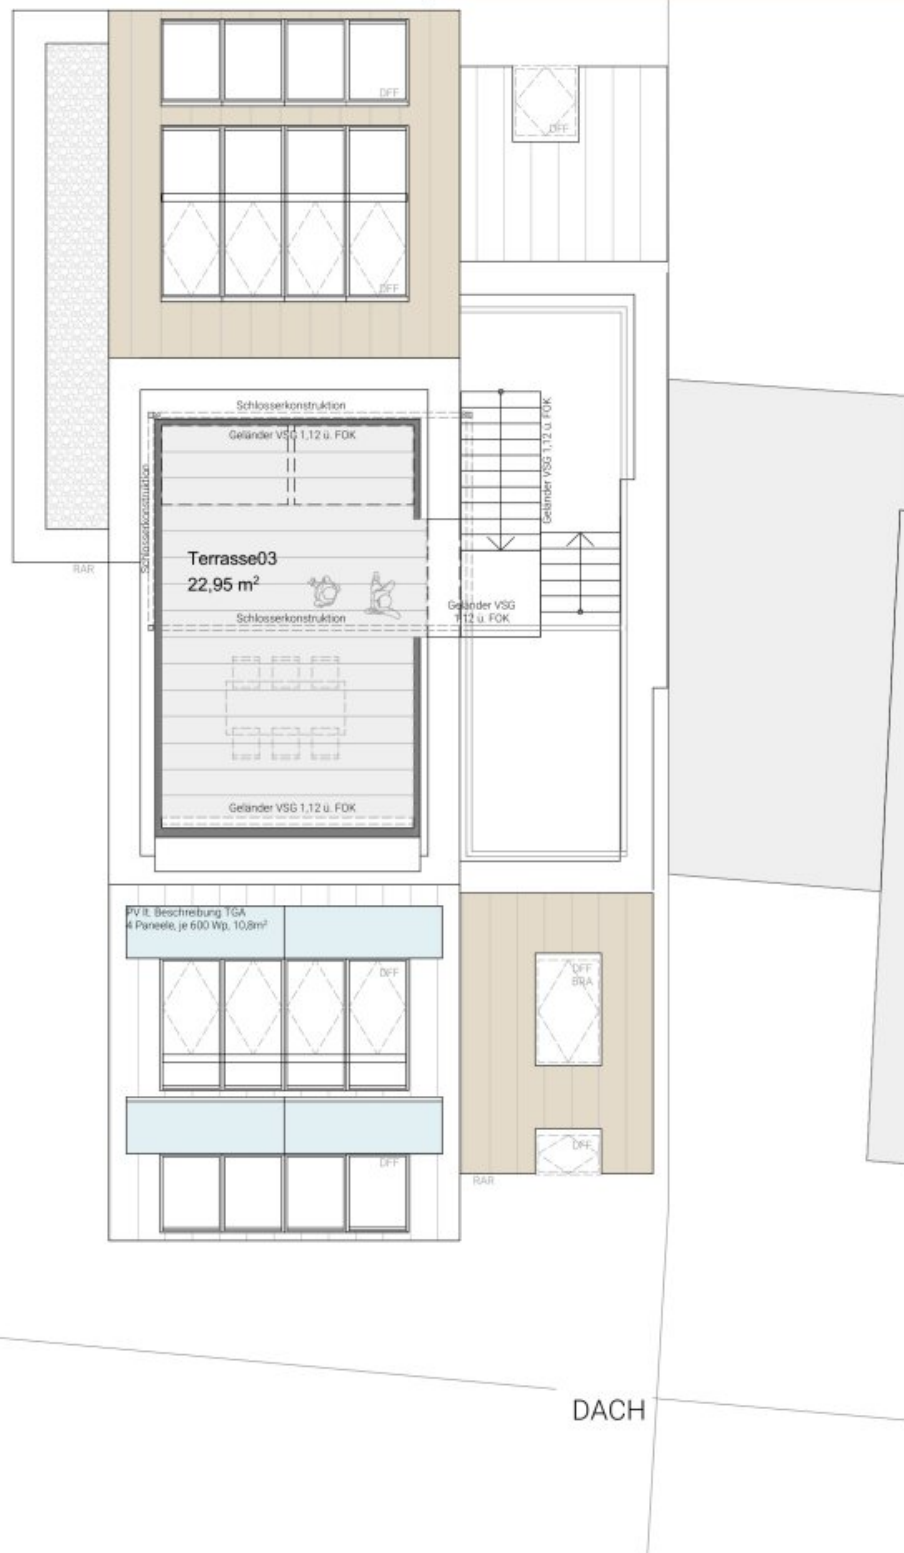 DFF
DFF
DFF
Schlosserkonstruktion
Geländer VSG 1,12 ü. FOK
Geländer VSG 1,12 ü. FOK
Schlosserkonstruktion
Terrasse03
22,95 m²
RAR
Schlosserkonstruktion
Geländer VSG
1,12 ü. FOK
Geländer VSG 1,12 ü. FOK
PV lt. Beschreibung TGA
4 Paneele, je 600 Wp, 10,8m²
DFF
DFF
BRA
DFF
DFF
RAR
DACH